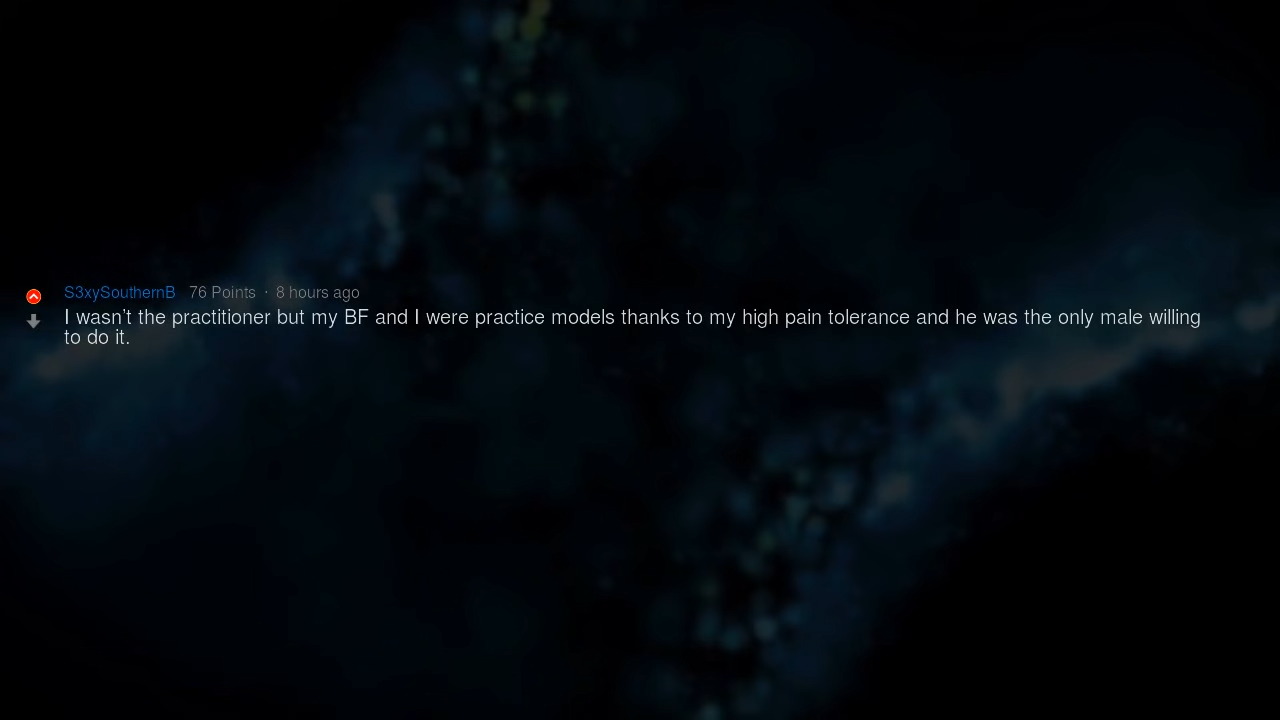 S3xySouthernB 76 Points · 8 hours ago
I wasn't the practitioner but my BF and I were practice models thanks to my high pain tolerance and he was the only male willing
to do it.